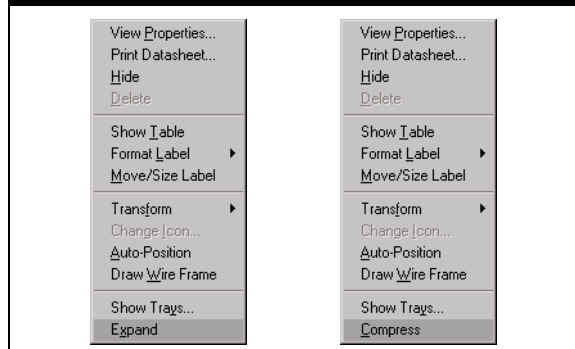 View Properties...
Print Datasheet...
Hide
Delete
Show Table
Format Label
Move/Size Label
Transform
Change Icon...
Auto-Position
Draw Wire Frame
Show Trays...
Expand
View Properties...
Print Datasheet...
Hide
Delete
Show Table
Format Label
Move/Size Label
Transform
Change Icon...
Auto-Position
Draw Wire Frame
Show Trays...
Compress